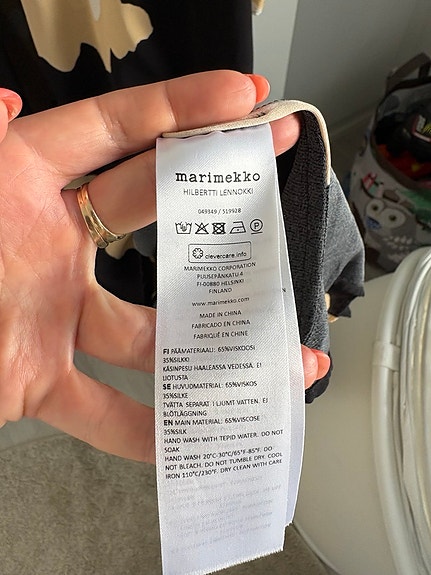 marimekko
HILBERTTI LENNOKKI
049349 / 519928
clevercare.info
MARIMEKKO CORPORATION
PUUSEPÄNKATU 4
FI-00880 HELSINKI
FINLAND
www.marimekko.com
MADE IN CHINA
FABRICADO EN CHINA
FABRIQUÉ EN CHINE
FI PÄÄMATERIAALI: 65%VISKOOSI
35%SILKKI
KÄSINPESU HAALEASSA VEDESSÄ. EI
LIOTUSTA
SE HUVUDMATERIAL: 65%VISKOS
35%SILKE
TVÄTTA SEPARAT I LJUMT VATTEN. EJ
BLÖTLÄGGNING
EN MAIN MATERIAL: 65%VISCOSE
35%SILK
HAND WASH WITH TEPID WATER. DO NOT
SOAK
HAND WASH 20°C-30°C/65°F-85°F. DO
NOT BLEACH. DO NOT TUMBLE DRY. COOL
IRON 110°C/230°F. DRY CLEAN WITH CARE